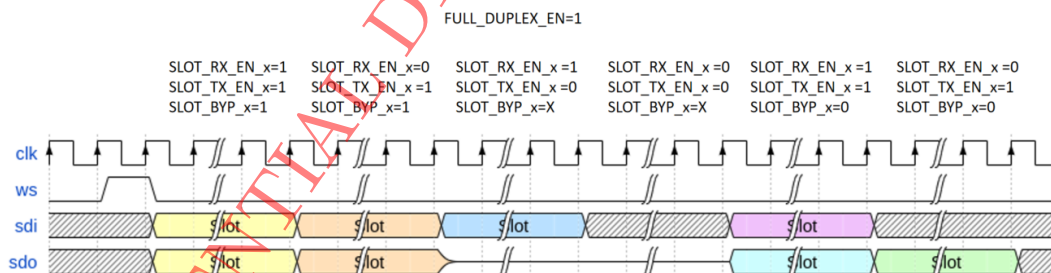 FULL_DUPLEX_EN=1
SLOT_RX_EN_x=1 SLOT_RX_EN_x=0 SLOT_RX_EN_x =1 SLOT_RX_EN_x =0 SLOT_RX_EN_x =1 SLOT_RX_EN_x =0
SLOT_TX_EN_x=1 SLOT_TX_EN_x =1 SLOT_TX_EN_x =0 SLOT_TX_EN_x =0 SLOT_TX_EN_x =1 SLOT_TX_EN_x=1
SLOT_BYP_x=1 SLOT_BYP_x=1 SLOT_BYP_x=X SLOT_BYP_x=X SLOT_BYP_x=0 SLOT_BYP_x=0
clk
ws
sdi Slot Slot Slot Slot
sdo Slot Slot Slot Slot
ENTIAL D